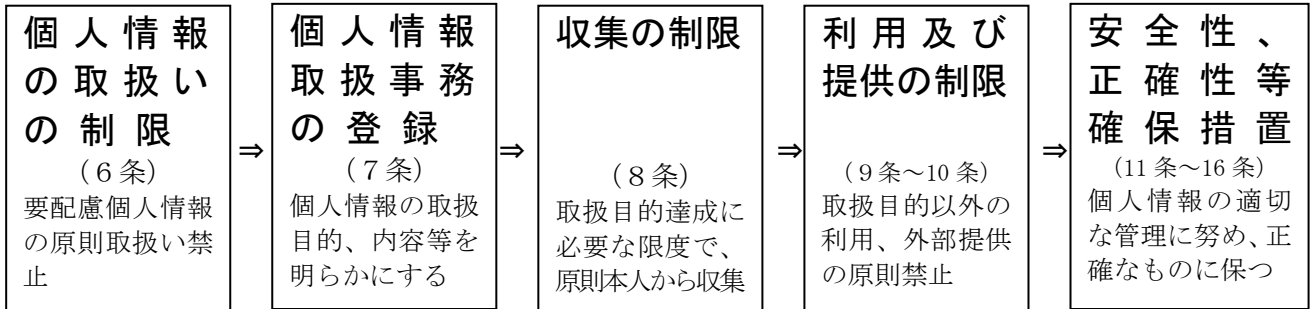 個人情報
の取扱い
の制限
（６条）
要配慮個人情報
の原則取扱い禁
止
⇒
個人情報
取扱事務
の登録
（７条）
個人情報の取扱
目的、内容等を
明らかにする
⇒
収集の制限
（８条）
取扱目的達成に
必要な限度で、
原則本人から収集
⇒
利用及び
提供の制限
（９条～10 条）
取扱目的以外の
利用、外部提供
の原則禁止
⇒
安全性、
正確性等
確保措置
（11 条～16 条）
個人情報の適切
な管理に努め、正
確なものに保つ